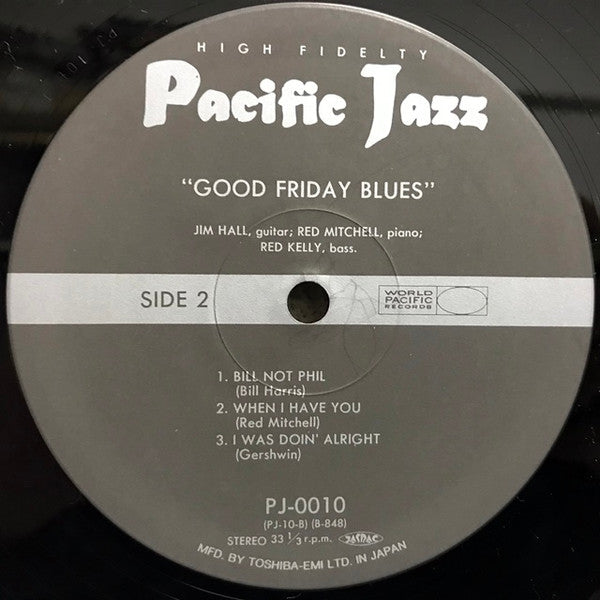 HIGH FIDELTY
Pacific Jazz
"GOOD FRIDAY BLUES"
JIM HALL, guitar; RED MITCHELL, piano;
RED KELLY, bass.
SIDE 2
WORLD
PACIFIC
RECORDS
1. BILL NOT PHIL
(Bill Harris)
2. WHEN I HAVE YOU
(Red Mitchell)
3. I WAS DOIN' ALRIGHT
(Gershwin)
PJ-0010
(PJ-10-B) (B-848)
STEREO 33 1/3 r.p.m.
MFD. BY TOSHIBA-EMI LTD. IN JAPAN